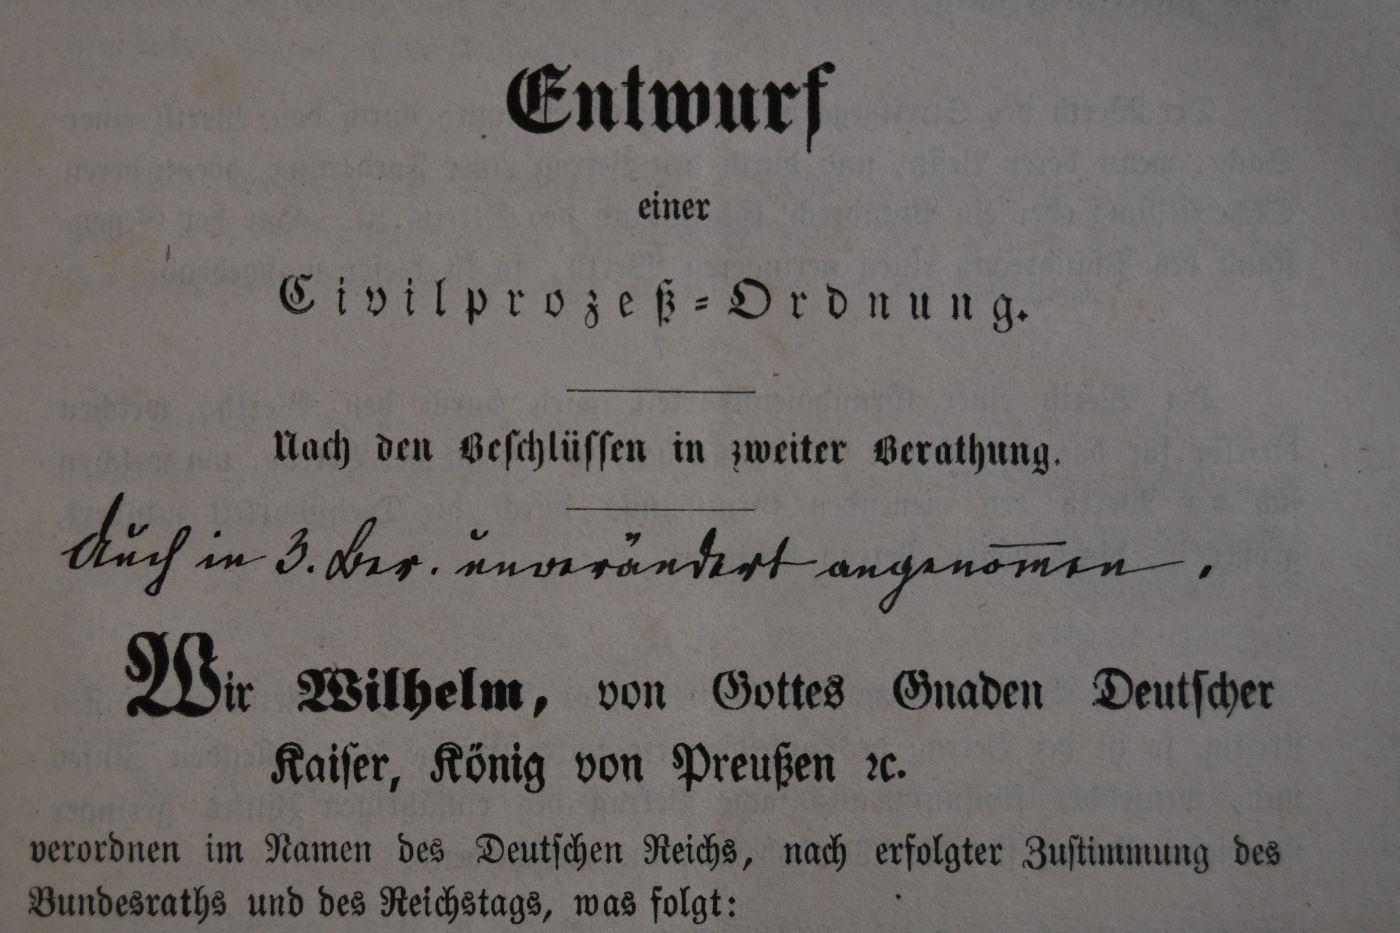 Entwurf
einer
Civilprozeß-Ordnung.
Nach den Beschlüssen in zweiter Berathung.
Auch in 3. Ber. unverändert angenom̅en.
Wir Wilhelm, von Gottes Gnaden Deutscher
Kaiser, König von Preußen ꝛc.
verordnen im Namen des Deutschen Reichs, nach erfolgter Zustimmung des
Bundesraths und des Reichstags, was folgt: